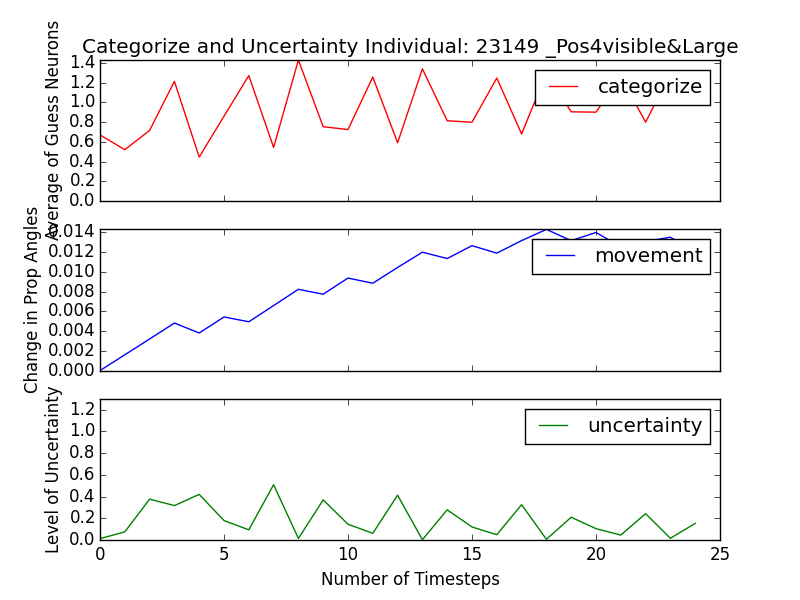 Categorize and Uncertainty Individual: 23149 _Pos4visible&Large
Average of Guess Neurons
1.4
1.2
1.0
0.8
0.6
0.4
0.2
0.0
categorize
Change in Prop Angles
0.014
0.012
0.010
0.008
0.006
0.004
0.002
0.000
movement
Level of Uncertainty
1.2
1.0
0.8
0.6
0.4
0.2
0.0
uncertainty
0 5 10 15 20 25
Number of Timesteps